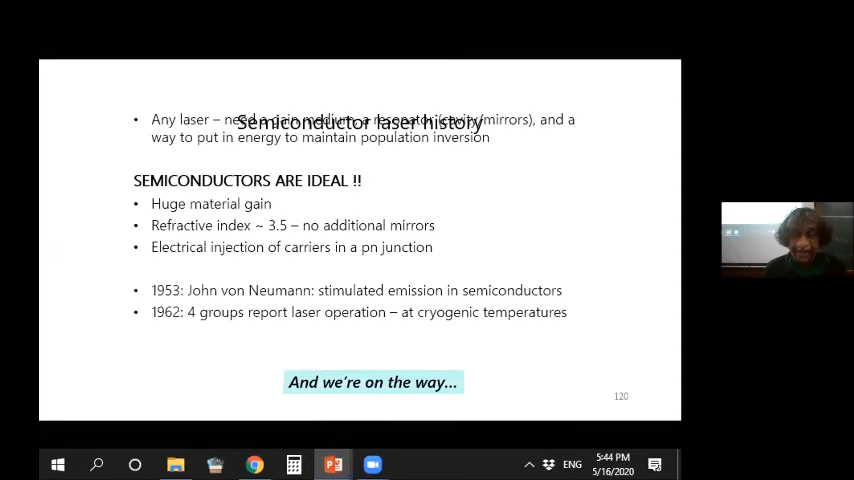 Semiconductor laser history
• Any laser – need a gain medium, a resonator (cavity/mirrors), and a
way to put in energy to maintain population inversion
SEMICONDUCTORS ARE IDEAL !!
• Huge material gain
• Refractive index ~ 3.5 – no additional mirrors
• Electrical injection of carriers in a pn junction
• 1953: John von Neumann: stimulated emission in semiconductors
• 1962: 4 groups report laser operation – at cryogenic temperatures
And we're on the way...
120
ENG
5:44 PM
5/16/2020